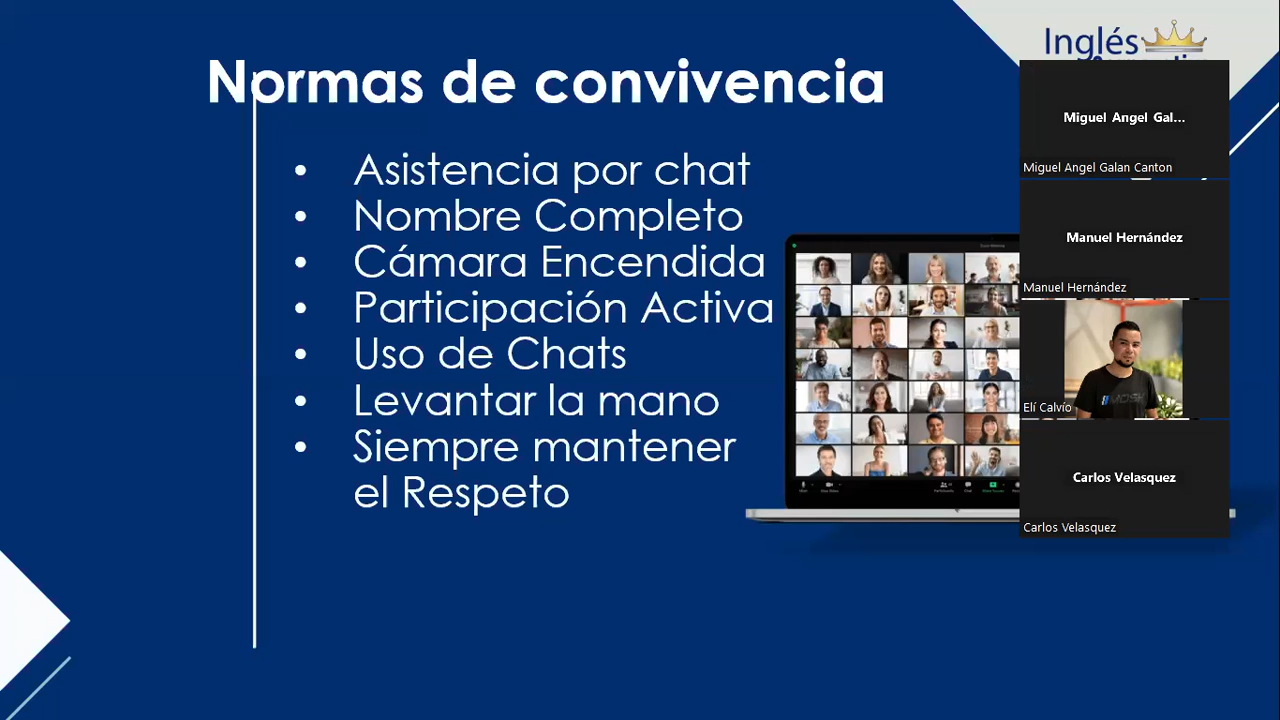 Inglés
Normas de convivencia
• Asistencia por chat
• Nombre Completo
• Cámara Encendida
• Participación Activa
• Uso de Chats
• Levantar la mano
• Siempre mantener
el Respeto
Miguel Angel Gal...
Miguel Angel Galan Canton
Manuel Hernández
Manuel Hernández
Elí Calvío
Carlos Velasquez
Carlos Velasquez